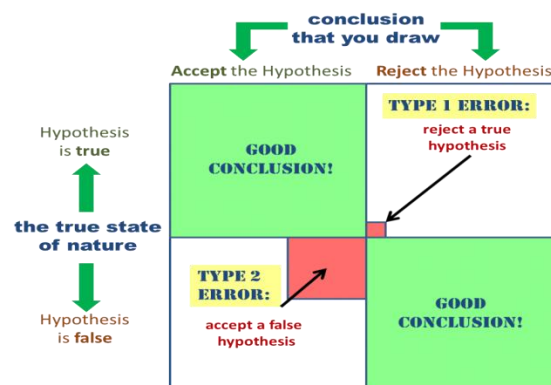 conclusion
that you draw
Accept the Hypothesis
Reject the Hypothesis
Hypothesis
is true
the true state
of nature
Hypothesis
is false
GOOD
CONCLUSION!
TYPE 1 ERROR:
reject a true
hypothesis
TYPE 2
ERROR:
accept a false
hypothesis
GOOD
CONCLUSION!